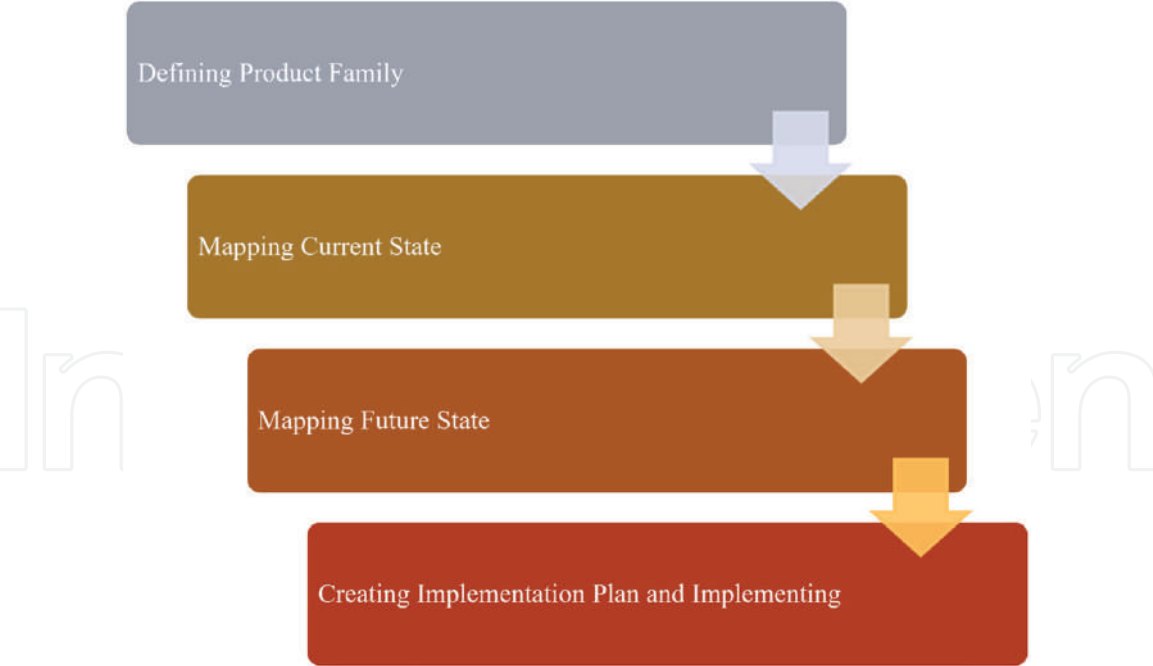 Defining Product Family
Mapping Current State
Mapping Future State
Creating Implementation Plan and Implementing